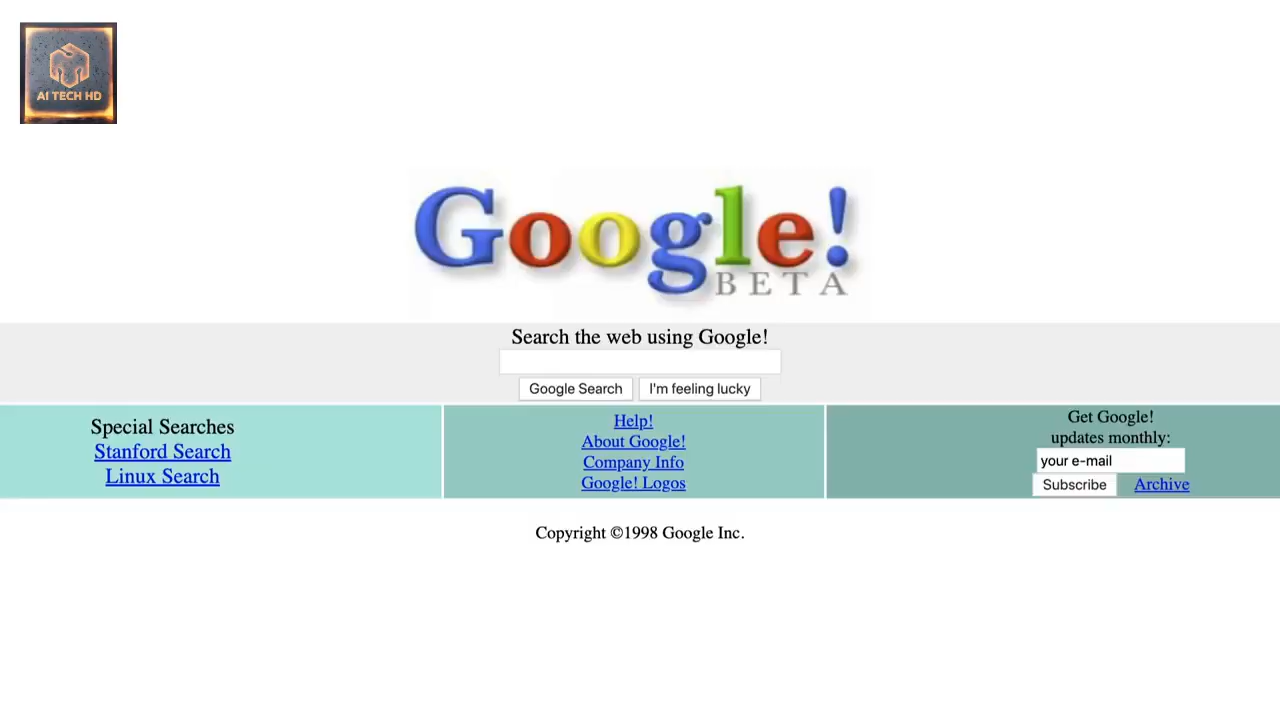 A1 TECH HD
Google!
BETA
Search the web using Google!
Google Search
I'm feeling lucky
Special Searches
Stanford Search
Linux Search
Help!
About Google!
Company Info
Google! Logos
Get Google!
updates monthly:
your e-mail
Subscribe
Archive
Copyright ©1998 Google Inc.